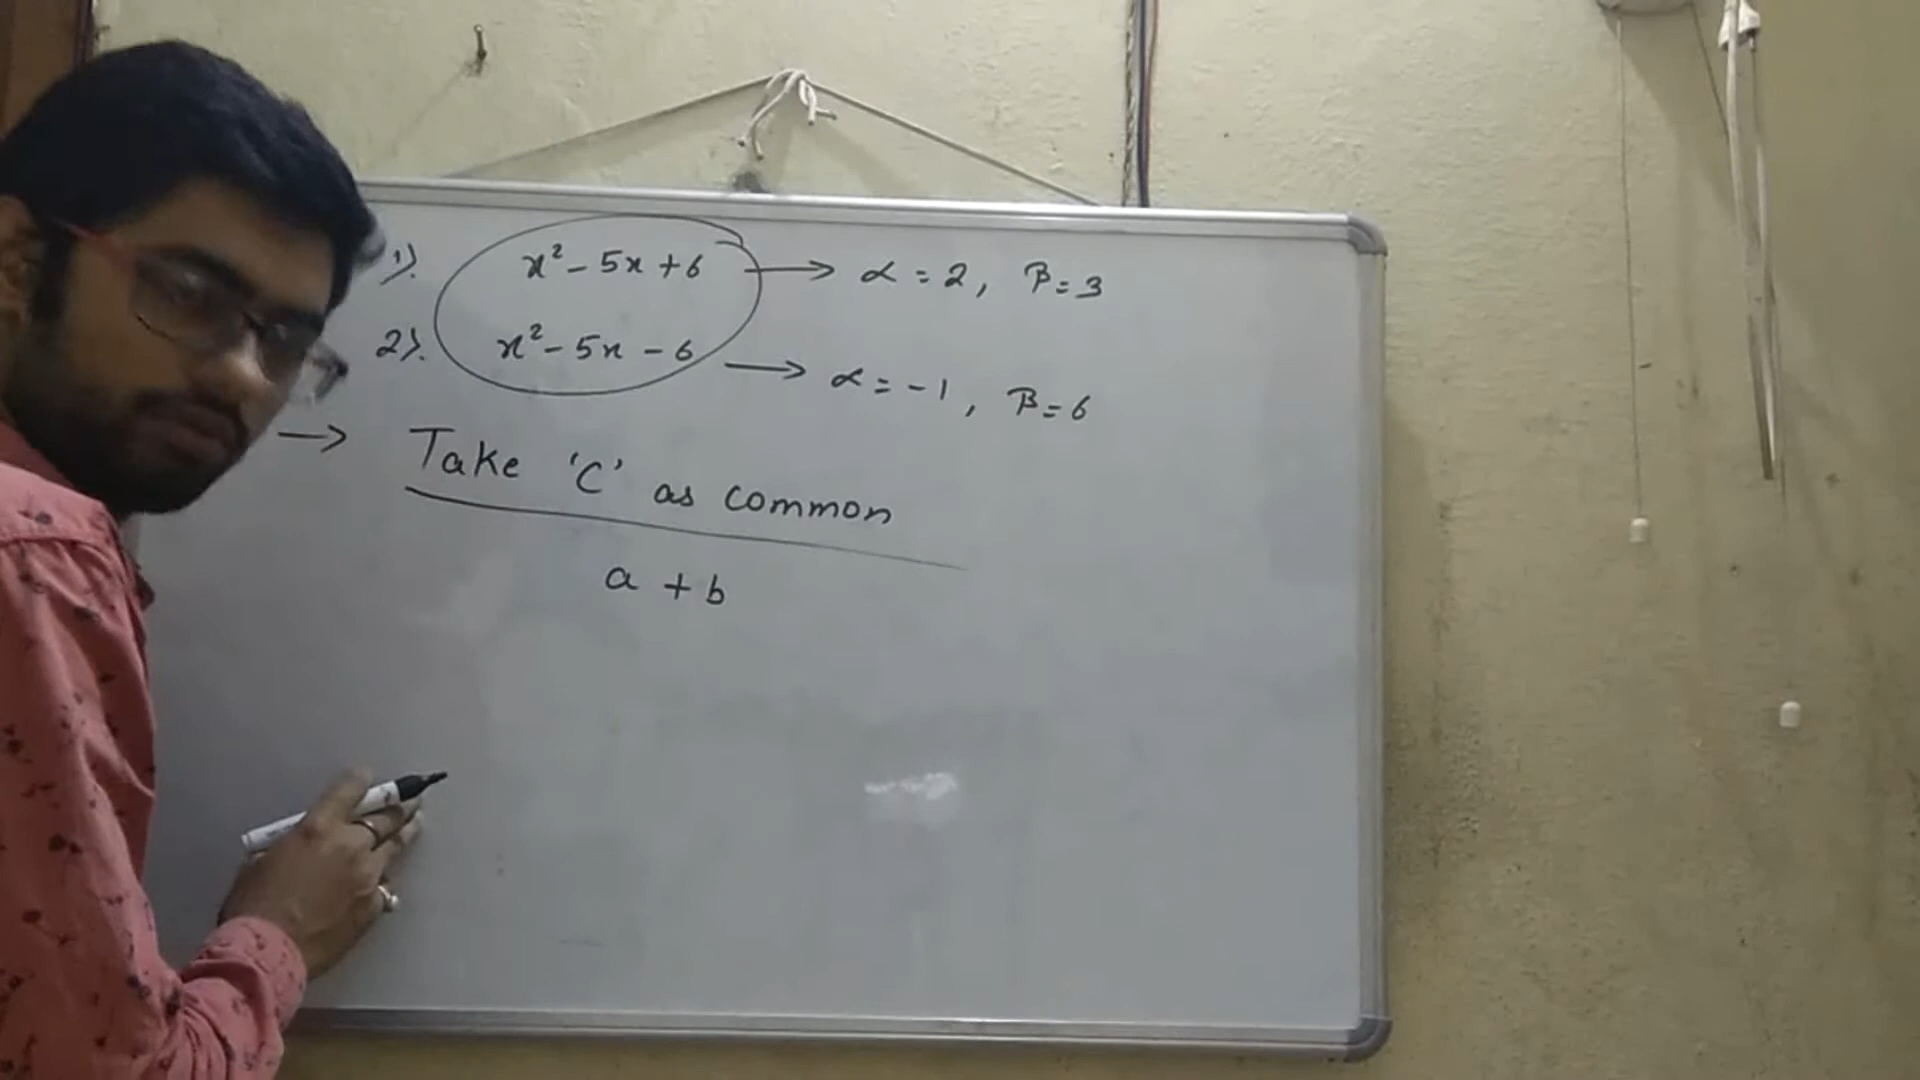 1). x² - 5x + 6 → α = 2, β = 3
2). x² - 5x - 6 → α = -1, β = 6
→ Take 'C' as common
a + b